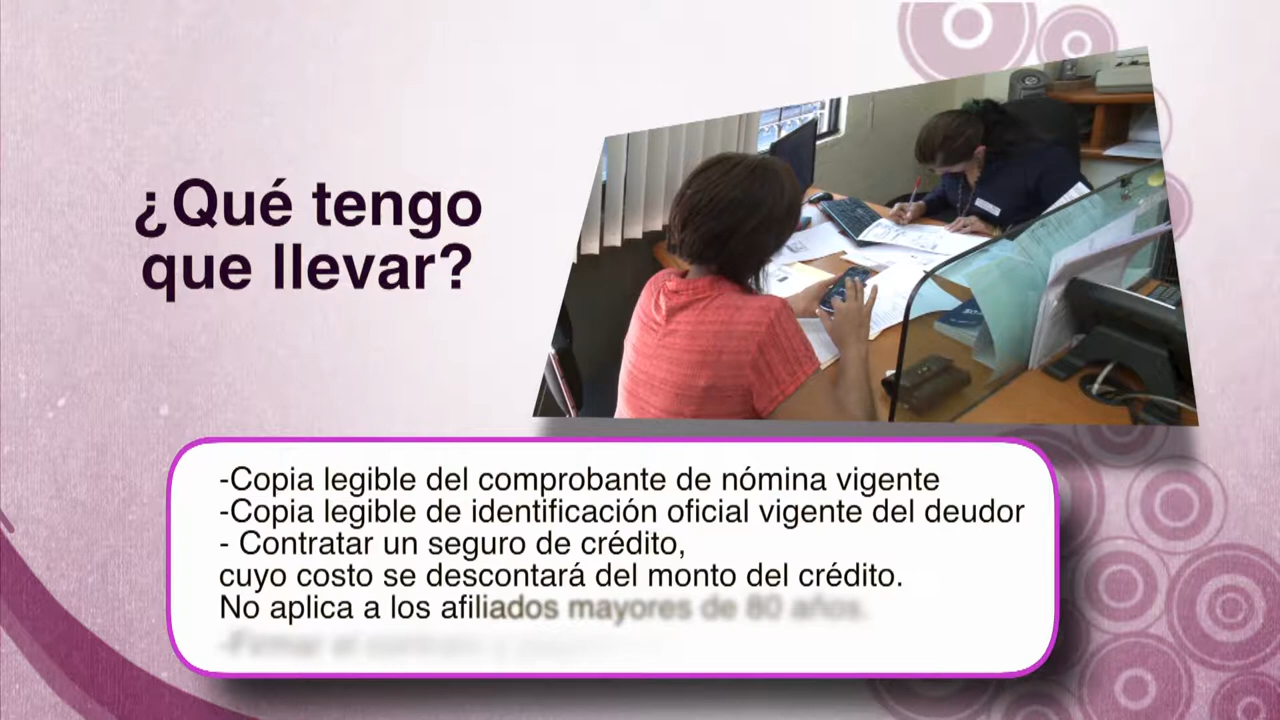 ¿Qué tengo
que llevar?
-Copia legible del comprobante de nómina vigente
-Copia legible de identificación oficial vigente del deudor
- Contratar un seguro de crédito,
cuyo costo se descontará del monto del crédito.
No aplica a los afiliados mayores de 80 años.